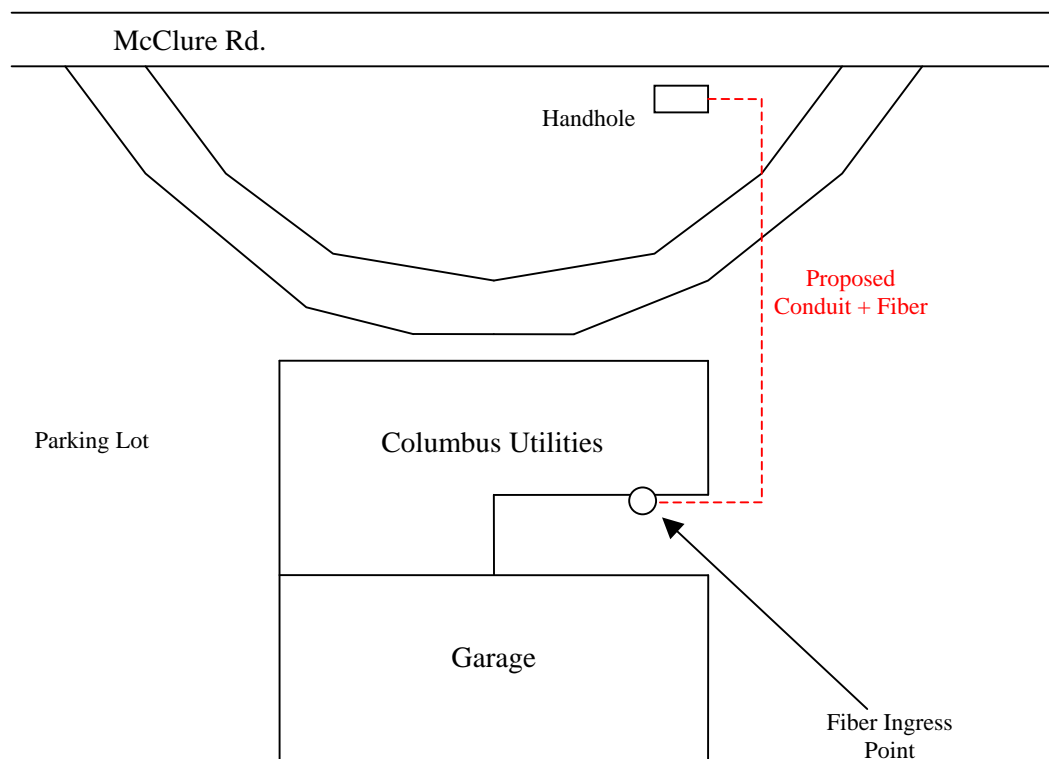 McClure Rd.
Handhole
Proposed
Conduit + Fiber
Parking Lot
Columbus Utilities
Garage
Fiber Ingress
Point